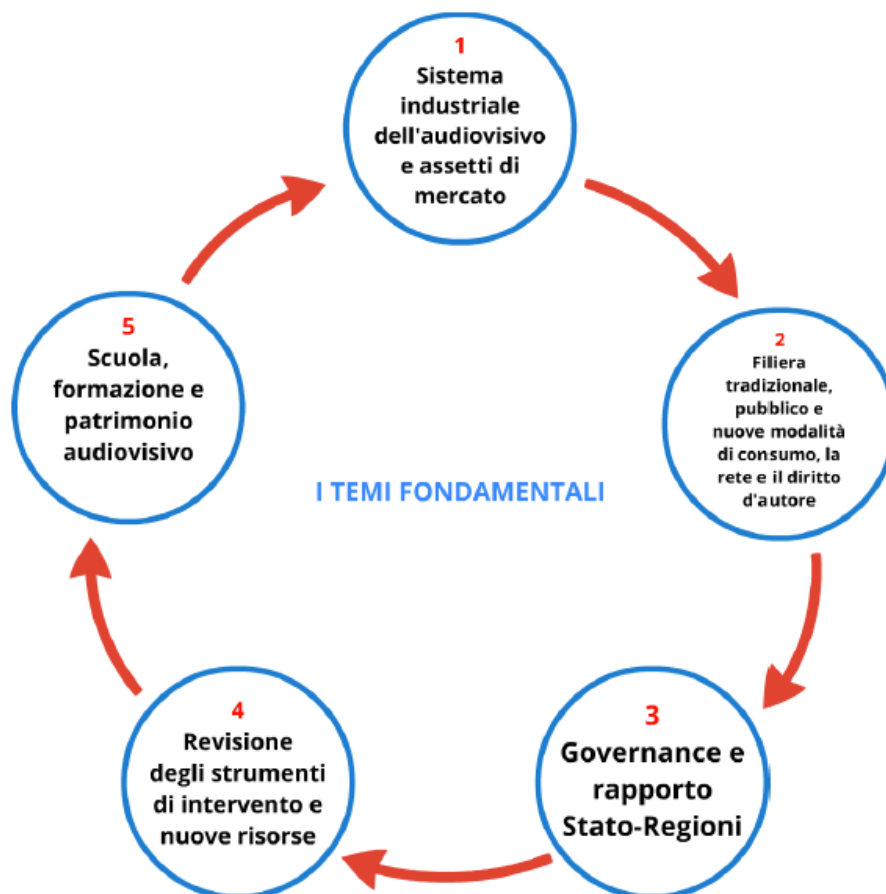 1
Sistema
industriale
dell'audiovisivo
e assetti di
mercato
2
Filiera
tradizionale,
pubblico e
nuove modalità
di consumo, la
rete e il diritto
d'autore
3
Governance e
rapporto
Stato-Regioni
4
Revisione
degli strumenti
di intervento e
nuove risorse
5
Scuola,
formazione e
patrimonio
audiovisivo
I TEMI FONDAMENTALI